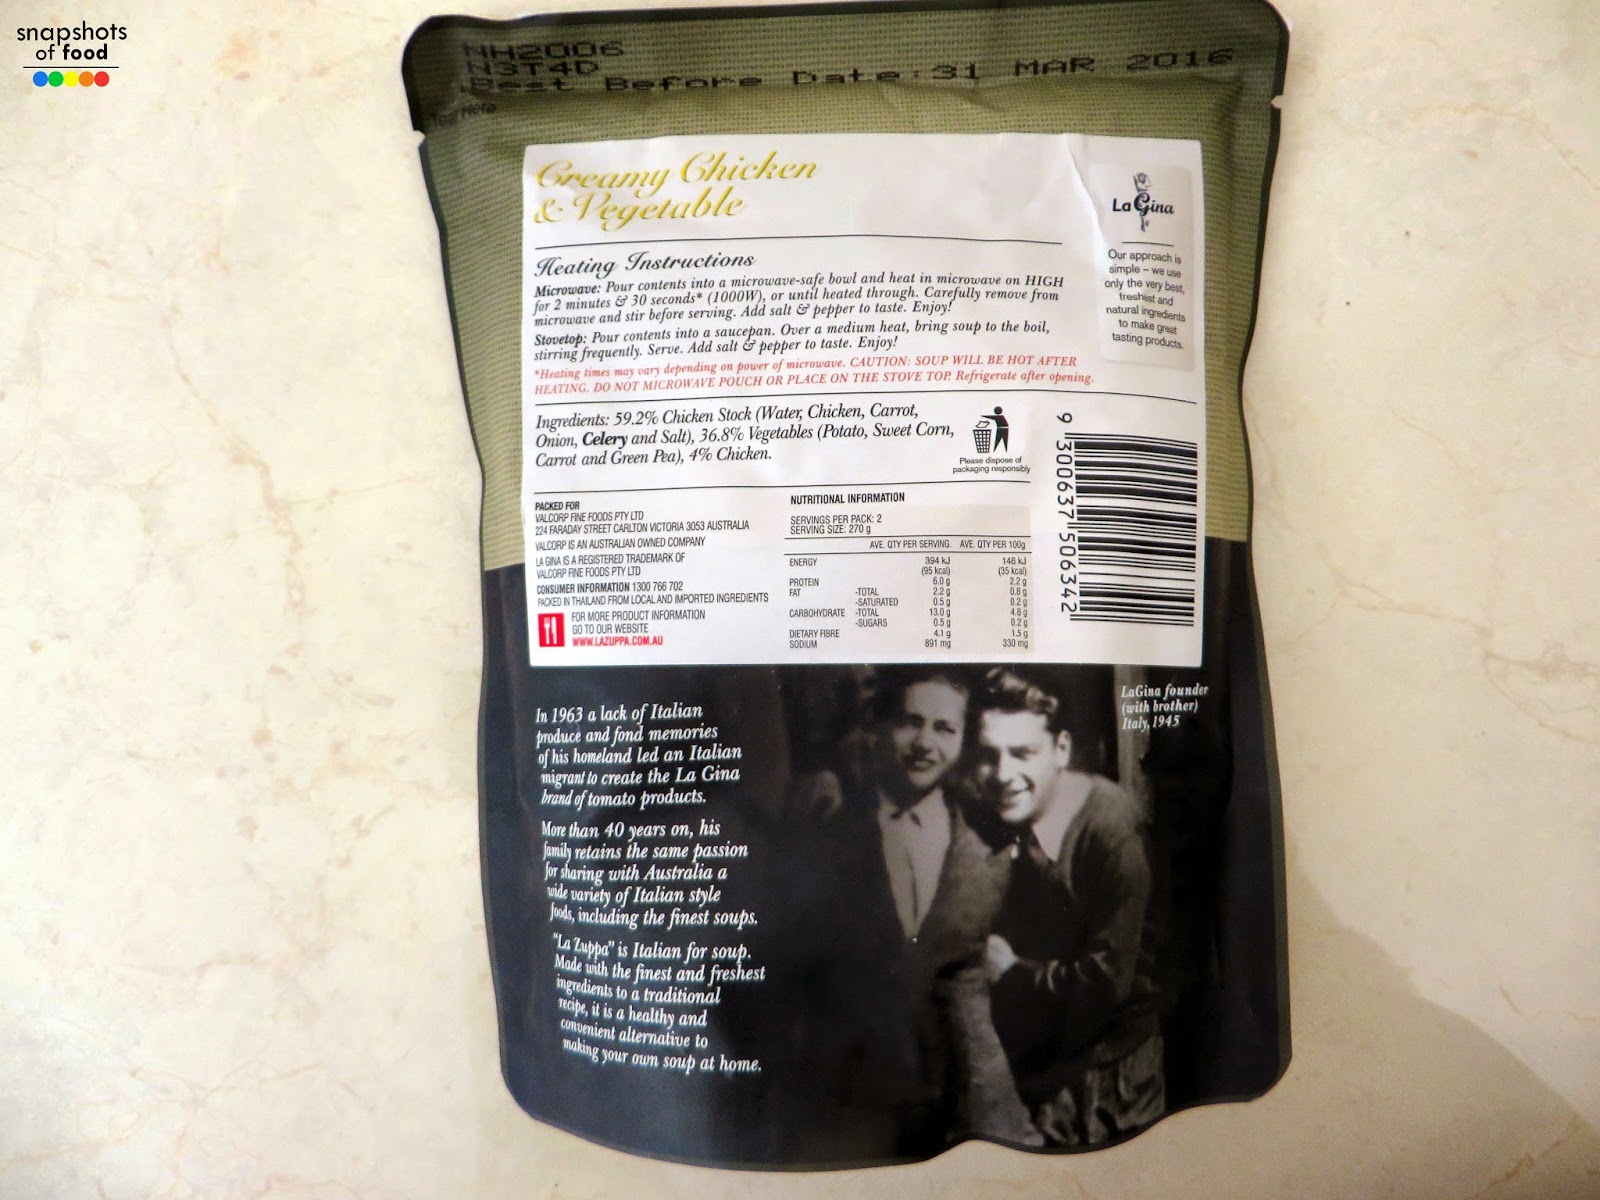 snapshots
of food
NH2006
N3T4D
Best Before Date: 31 MAR 2016
Tear Here
Creamy Chicken
& Vegetable
Heating Instructions
Microwave: Pour contents into a microwave-safe bowl and heat in microwave on HIGH
for 2 minutes & 30 seconds* (1000W), or until heated through. Carefully remove from
microwave and stir before serving. Add salt & pepper to taste. Enjoy!
Stovetop: Pour contents into a saucepan. Over a medium heat, bring soup to the boil,
stirring frequently. Serve. Add salt & pepper to taste. Enjoy!
*Heating times may vary depending on power of microwave. CAUTION: SOUP WILL BE HOT AFTER
HEATING. DO NOT MICROWAVE POUCH OR PLACE ON THE STOVE TOP. Refrigerate after opening.
La Gina
Our approach is
simple – we use
only the very best,
freshest and
natural ingredients
to make great
tasting products.
Ingredients: 59.2% Chicken Stock (Water, Chicken, Carrot,
Onion, Celery and Salt), 36.8% Vegetables (Potato, Sweet Corn,
Carrot and Green Pea), 4% Chicken.
Please dispose of
packaging responsibly
9 300637 506342
PACKED FOR
VALCORP FINE FOODS PTY LTD
224 FARADAY STREET CARLTON VICTORIA 3053 AUSTRALIA
VALCORP IS AN AUSTRALIAN OWNED COMPANY
LA GINA IS A REGISTERED TRADEMARK OF
VALCORP FINE FOODS PTY LTD
CONSUMER INFORMATION 1300 766 702
PACKED IN THAILAND FROM LOCAL AND IMPORTED INGREDIENTS
FOR MORE PRODUCT INFORMATION
GO TO OUR WEBSITE
WWW.LAZUPPA.COM.AU
NUTRITIONAL INFORMATION
SERVINGS PER PACK: 2
SERVING SIZE: 270 g
AVE. QTY PER SERVING AVE. QTY PER 100g
ENERGY 394 kJ 146 kJ
(95 kcal) (35 kcal)
PROTEIN 6.0 g 2.2 g
FAT -TOTAL 2.2 g 0.8 g
-SATURATED 0.5 g 0.2 g
CARBOHYDRATE -TOTAL 13.0 g 4.8 g
-SUGARS 0.5 g 0.2 g
DIETARY FIBRE 4.1 g 1.5 g
SODIUM 891 mg 330 mg
LaGina founder
(with brother)
Italy, 1945
In 1963 a lack of Italian
produce and fond memories
of his homeland led an Italian
migrant to create the La Gina
brand of tomato products.
More than 40 years on, his
family retains the same passion
for sharing with Australia a
wide variety of Italian style
foods, including the finest soups.
"La Zuppa" is Italian for soup.
Made with the finest and freshest
ingredients to a traditional
recipe, it is a healthy and
convenient alternative to
making your own soup at home.